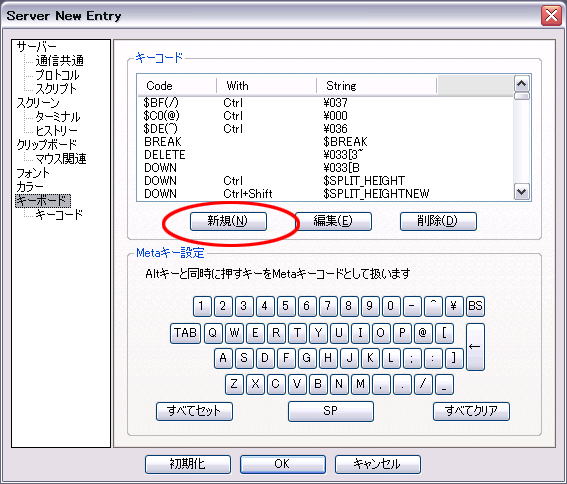 Server New Entry
サーバー
通信共通
プロトコル
スクリプト
スクリーン
ターミナル
ヒストリー
クリップボード
マウス関連
フォント
カラー
キーボード
キーコード
キーコード
Code With String
$BF(/) Ctrl ¥037
$C0(@) Ctrl ¥000
$DE(^) Ctrl ¥036
BREAK $BREAK
DELETE ¥033[3~
DOWN ¥033[B
DOWN Ctrl $SPLIT_HEIGHT
DOWN Ctrl+Shift $SPLIT_HEIGHTNEW
新規(N) 編集(E) 削除(D)
Metaキー設定
Altキーと同時に押すキーをMetaキーコードとして扱います
1 2 3 4 5 6 7 8 9 0 - ^ ¥ BS
TAB Q W E R T Y U I O P @ [ ←
A S D F G H J K L ; : ]
Z X C V B N M , . / _
すべてセット SP すべてクリア
初期化 OK キャンセル